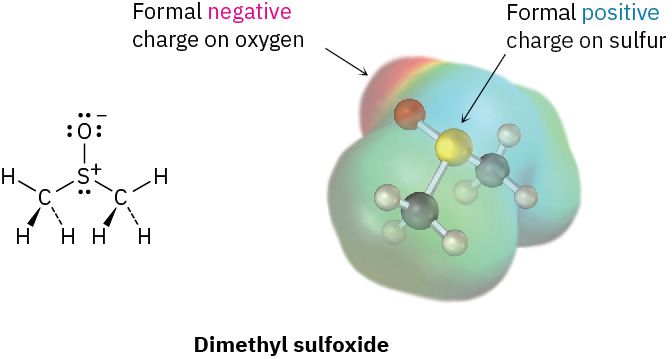 Formal negative
charge on oxygen
Formal positive
charge on sulfur
:Ö:⁻
H S⁺ H
C C
H H H H
Dimethyl sulfoxide